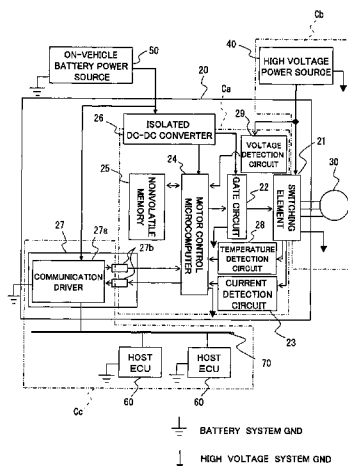 Cb
50
40
ON-VEHICLE
BATTERY POWER
SOURCE
HIGH VOLTAGE
POWER SOURCE
20
Ca
26
ISOLATED
DC-DC CONVERTER
29
21
24
VOLTAGE
DETECTION
CIRCUIT
25
30
NONVOLATILE
MEMORY
MOTOR CONTROL
MICROCOMPUTER
GATE CIRCUIT
22
SWITCHING
ELEMENT
27
27a
27b
28
COMMUNICATION
DRIVER
TEMPERATURE
DETECTION
CIRCUIT
CURRENT
DETECTION
CIRCUIT
23
70
HOST
ECU
HOST
ECU
60
60
Cc
BATTERY SYSTEM GND
HIGH VOLTAGE SYSTEM GND